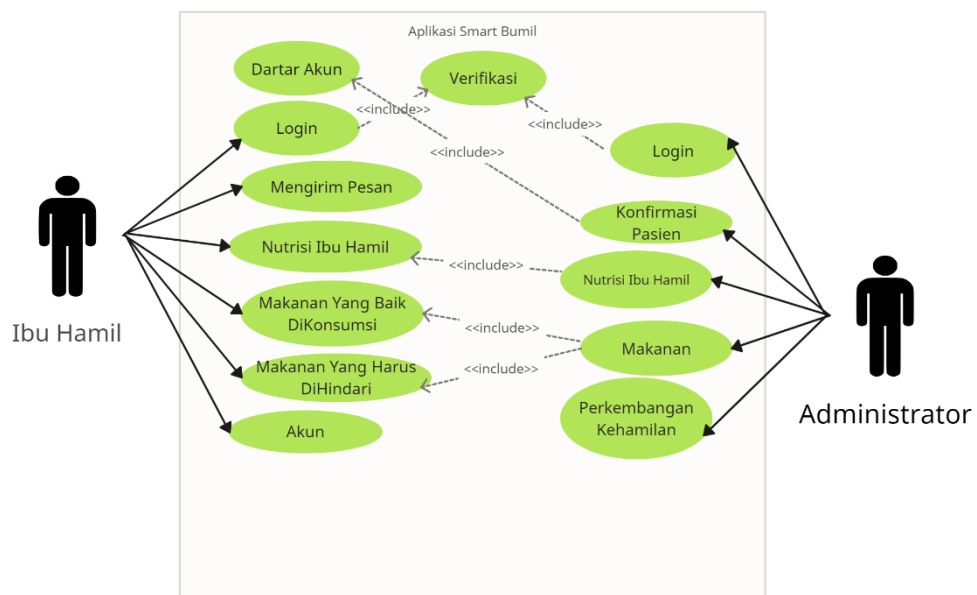 Aplikasi Smart Bumil
Dartar Akun
Verifikasi
<<include>>
Login
<<include>>
Login
<<include>>
Mengirim Pesan
Konfirmasi
Pasien
Nutrisi Ibu Hamil
<<include>>
Nutrisi Ibu Hamil
Makanan Yang Baik
DiKonsumsi
<<include>>
Makanan
Makanan Yang Harus
DiHindari
<<include>>
Perkembangan
Kehamilan
Akun
Ibu Hamil
Administrator